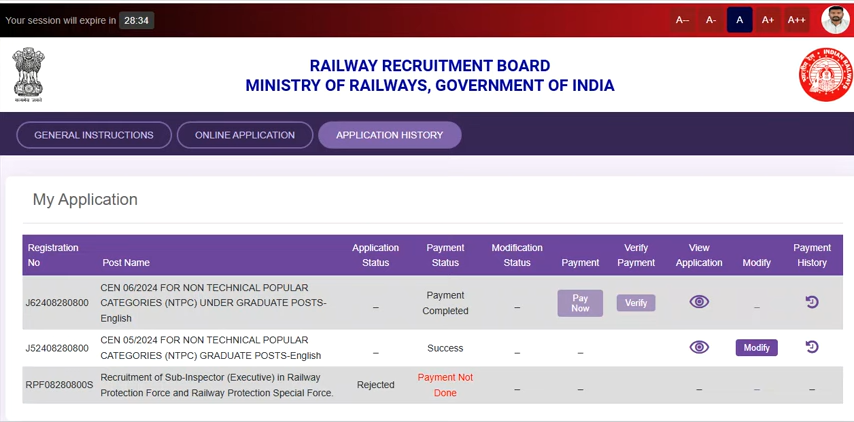 Your session will expire in 28:34
A-- A- A A+ A++
RAILWAY RECRUITMENT BOARD
MINISTRY OF RAILWAYS, GOVERNMENT OF INDIA
GENERAL INSTRUCTIONS ONLINE APPLICATION APPLICATION HISTORY
My Application
Registration No Post Name Application Status Payment Status Modification Status Payment Verify Payment View Application Modify Payment History
J62408280800
CEN 06/2024 FOR NON TECHNICAL POPULAR
CATEGORIES (NTPC) UNDER GRADUATE POSTS-
English
_ Payment Completed _ Pay Now Verify _
J52408280800
CEN 05/2024 FOR NON TECHNICAL POPULAR
CATEGORIES (NTPC) GRADUATE POSTS-English
_ Success _ _ Modify
RPF08280800S
Recruitment of Sub-Inspector (Executive) in Railway
Protection Force and Railway Protection Special Force.
Rejected Payment Not Done _ _ _ _ _